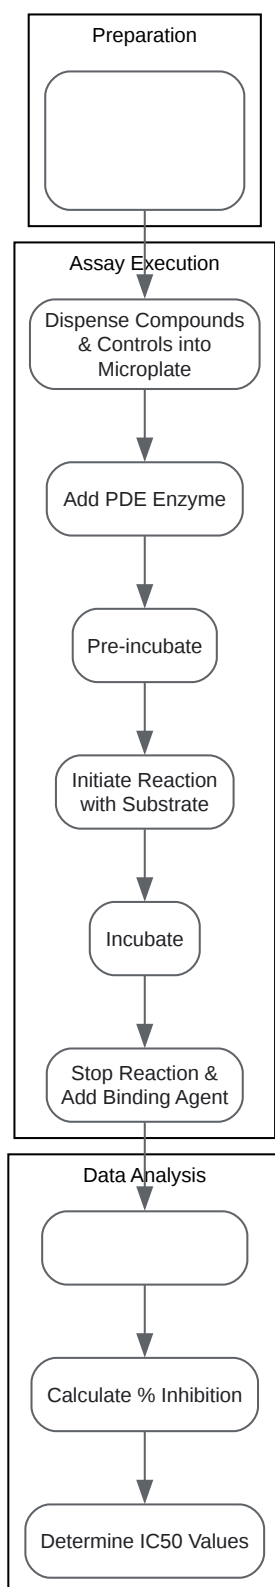 Preparation
Assay Execution
Dispense Compounds
& Controls into
Microplate
Add PDE Enzyme
Pre-incubate
Initiate Reaction
with Substrate
Incubate
Stop Reaction &
Add Binding Agent
Data Analysis
Calculate % Inhibition
Determine IC50 Values